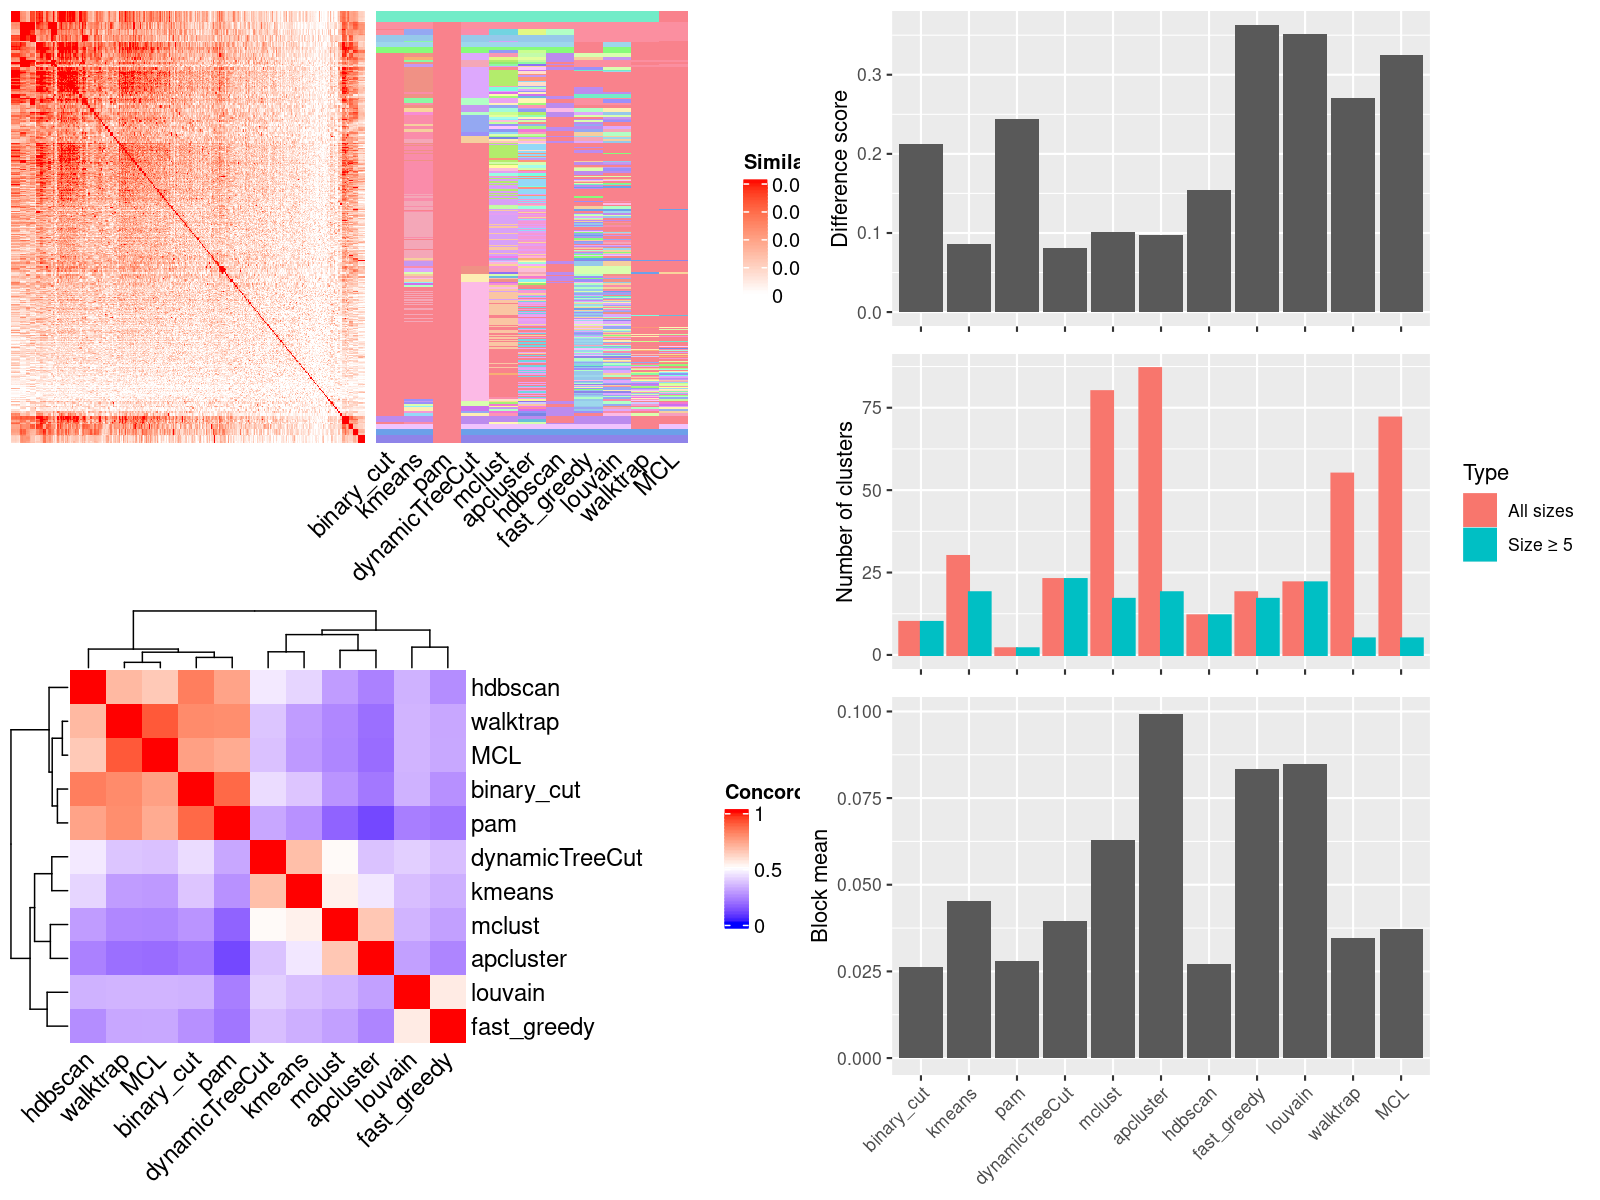 Simila
0.0
0.0
0.0
0.0
0
binary_cut
kmeans
pam
dynamicTreeCut
mclust
apcluster
hdbscan
fast_greedy
louvain
walktrap
MCL
hdbscan
walktrap
MCL
binary_cut
pam
dynamicTreeCut
kmeans
mclust
apcluster
louvain
fast_greedy
hdbscan
walktrap
MCL
binary_cut
pam
dynamicTreeCut
kmeans
mclust
apcluster
louvain
fast_greedy
Concord
1
0.5
0
Difference score
0.3
0.2
0.1
0.0
Number of clusters
75
50
25
0
Type
All sizes
Size ≥ 5
Block mean
0.100
0.075
0.050
0.025
0.000
binary_cut
kmeans
pam
dynamicTreeCut
mclust
apcluster
hdbscan
fast_greedy
louvain
walktrap
MCL